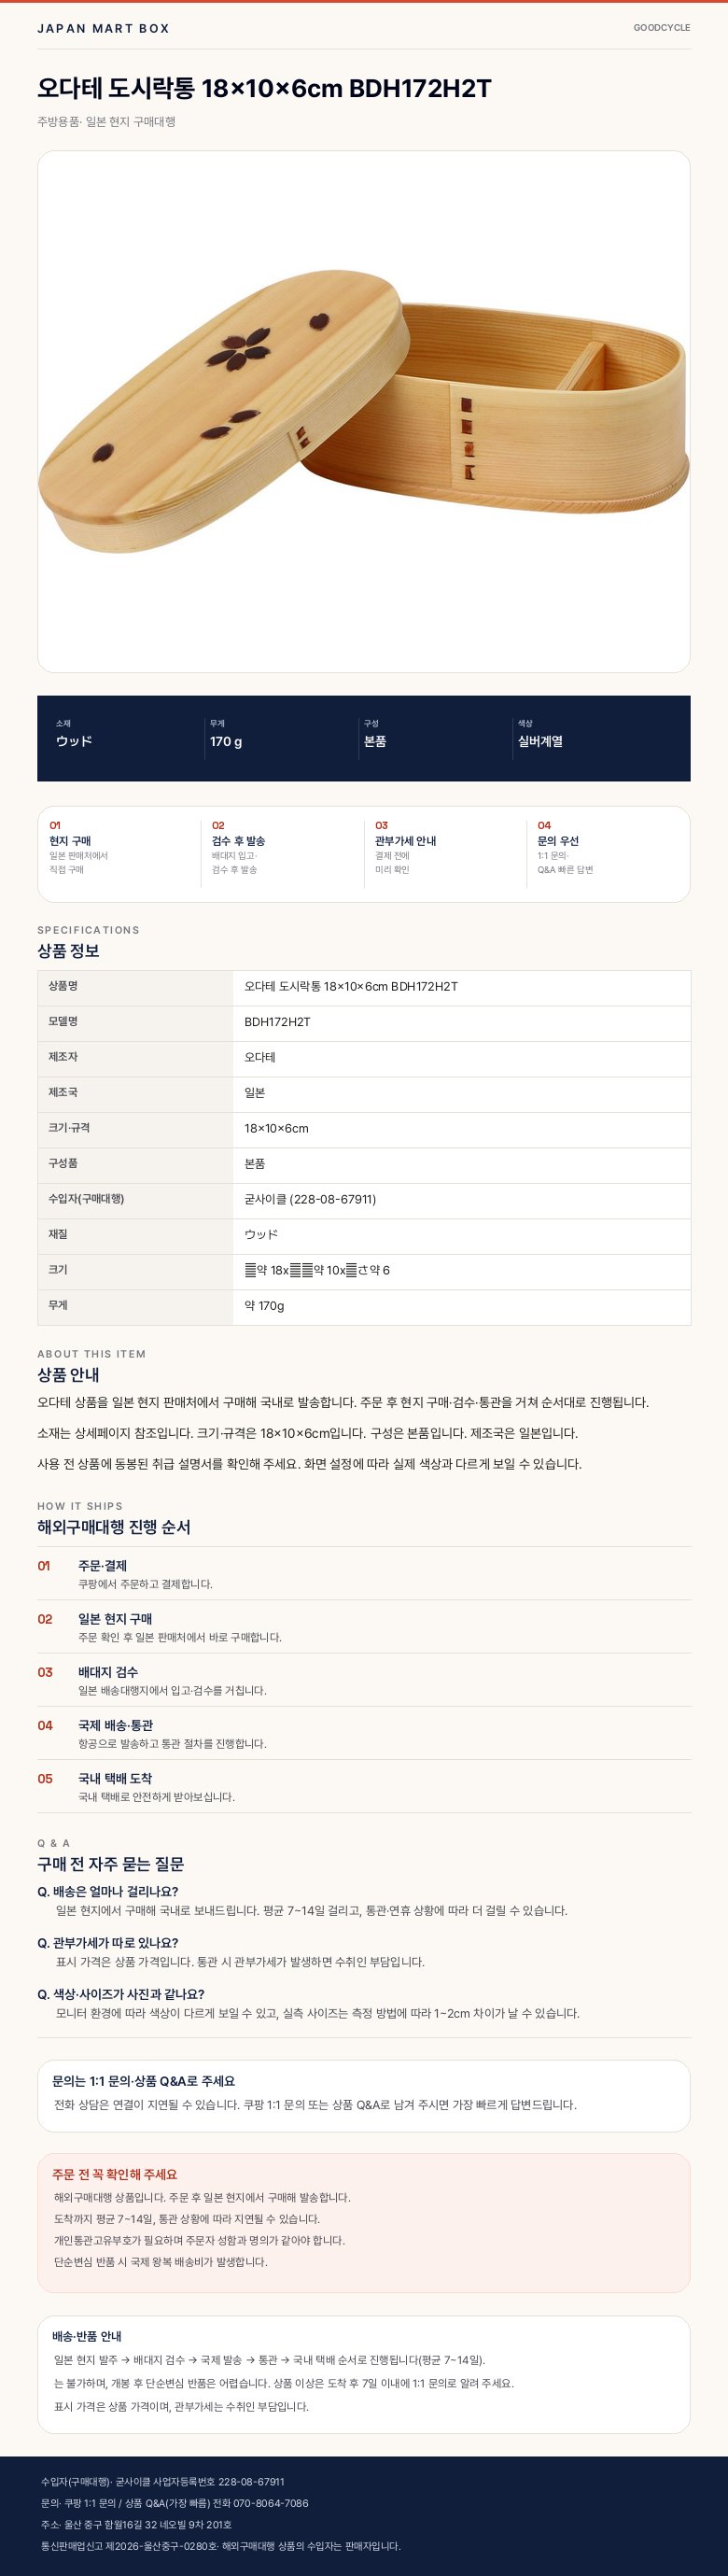 JAPAN MART BOX
GOODCYCLE
오다테 도시락통 18×10×6cm BDH172H2T
주방용품· 일본 현지 구매대행
소재
ウッド
무게
170 g
구성
본품
색상
실버계열
01
현지 구매
일본 판매처에서
직접 구매
02
검수 후 발송
배대지 입고·
검수 후 발송
03
관부가세 안내
결제 전에
미리 확인
04
문의 우선
1:1 문의·
Q&A 빠른 답변
SPECIFICATIONS
상품 정보
상품명 오다테 도시락통 18×10×6cm BDH172H2T
모델명 BDH172H2T
제조자 오다테
제조국 일본
크기·규격 18×10×6cm
구성품 본품
수입자(구매대행) 굳사이클 (228-08-67911)
재질 ウッド
크기 약 18x 약 10x さ약 6
무게 약 170g
ABOUT THIS ITEM
상품 안내
오다테 상품을 일본 현지 판매처에서 구매해 국내로 발송합니다. 주문 후 현지 구매·검수·통관을 거쳐 순서대로 진행됩니다.
소재는 상세페이지 참조입니다. 크기·규격은 18×10×6cm입니다. 구성은 본품입니다. 제조국은 일본입니다.
사용 전 상품에 동봉된 취급 설명서를 확인해 주세요. 화면 설정에 따라 실제 색상과 다르게 보일 수 있습니다.
HOW IT SHIPS
해외구매대행 진행 순서
01 주문·결제
쿠팡에서 주문하고 결제합니다.
02 일본 현지 구매
주문 확인 후 일본 판매처에서 바로 구매합니다.
03 배대지 검수
일본 배송대행지에서 입고·검수를 거칩니다.
04 국제 배송·통관
항공으로 발송하고 통관 절차를 진행합니다.
05 국내 택배 도착
국내 택배로 안전하게 받아보십니다.
Q & A
구매 전 자주 묻는 질문
Q. 배송은 얼마나 걸리나요?
일본 현지에서 구매해 국내로 보내드립니다. 평균 7~14일 걸리고, 통관·연휴 상황에 따라 더 걸릴 수 있습니다.
Q. 관부가세가 따로 있나요?
표시 가격은 상품 가격입니다. 통관 시 관부가세가 발생하면 수취인 부담입니다.
Q. 색상·사이즈가 사진과 같나요?
모니터 환경에 따라 색상이 다르게 보일 수 있고, 실측 사이즈는 측정 방법에 따라 1~2cm 차이가 날 수 있습니다.
문의는 1:1 문의·상품 Q&A로 주세요
전화 상담은 연결이 지연될 수 있습니다. 쿠팡 1:1 문의 또는 상품 Q&A로 남겨 주시면 가장 빠르게 답변드립니다.
주문 전 꼭 확인해 주세요
해외구매대행 상품입니다. 주문 후 일본 현지에서 구매해 발송합니다.
도착까지 평균 7~14일, 통관 상황에 따라 지연될 수 있습니다.
개인통관고유부호가 필요하며 주문자 성함과 명의가 같아야 합니다.
단순변심 반품 시 국제 왕복 배송비가 발생합니다.
배송·반품 안내
일본 현지 발주 → 배대지 검수 → 국제 발송 → 통관 → 국내 택배 순서로 진행됩니다(평균 7~14일).
는 불가하며, 개봉 후 단순변심 반품은 어렵습니다. 상품 이상은 도착 후 7일 이내에 1:1 문의로 알려 주세요.
표시 가격은 상품 가격이며, 관부가세는 수취인 부담입니다.
수입자(구매대행)· 굳사이클 사업자등록번호 228-08-67911
문의· 쿠팡 1:1 문의 / 상품 Q&A(가장 빠름) 전화 070-8064-7086
주소· 울산 중구 함월16길 32 네오빌 9차 201호
통신판매업신고 제2026-울산중구-0280호· 해외구매대행 상품의 수입자는 판매자입니다.